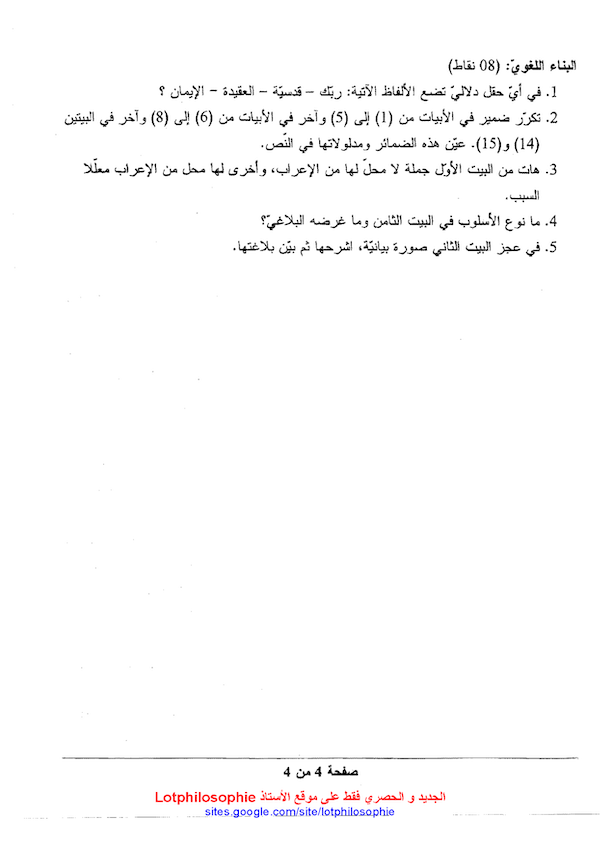 البناء اللغويّ: (08 نقاط)
1. في أيّ حقل دلاليّ تضع الألفاظ الآتية: ربّك – قدسيّة – العقيدة – الإيمان ؟
2. تكرّر ضمير في الأبيات من (1) إلى (5) وآخر في الأبيات من (6) إلى (8) وآخر في البيتين
(14) و(15). عيّن هذه الضمائر ومدلولاتها في النّص.
3. هات من البيت الأوّل جملة لا محلّ لها من الإعراب، وأخرى لها محل من الإعراب معلّلا
السبب.
4. ما نوع الأسلوب في البيت الثامن وما غرضه البلاغيّ؟
5. في عجز البيت الثاني صورة بيانيّة، اشرحها ثم بيّن بلاغتها.
صفحة 4 من 4
الجديد و الحصري فقط على موقع الأستاذ Lotphilosophie
sites.google.com/site/lotphilosophie